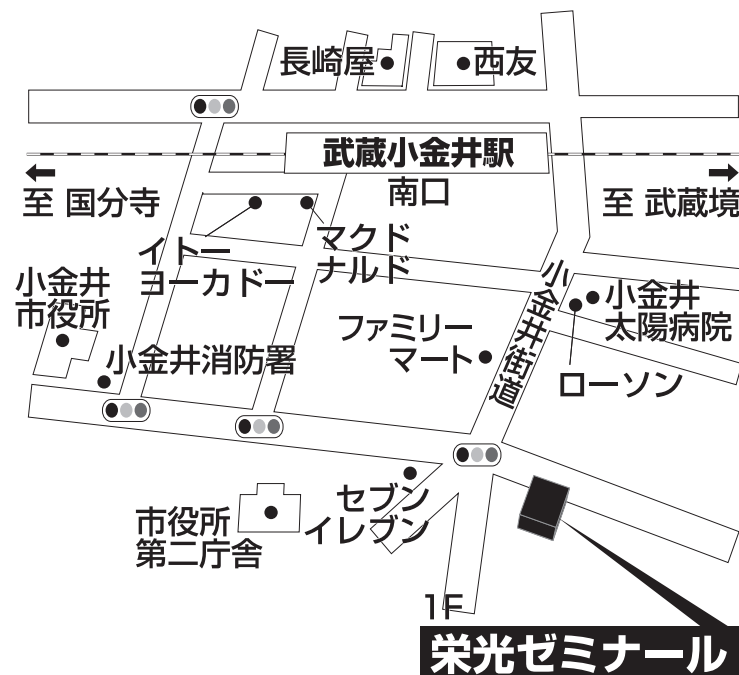 長崎屋
西友
武蔵小金井駅
南口
至 国分寺
至 武蔵境
イトー
ヨーカドー
マクド
ナルド
小金井
市役所
小金井消防署
ファミリー
マート
小金井街道
小金井
太陽病院
ローソン
セブン
イレブン
市役所
第二庁舎
1F
栄光ゼミナール